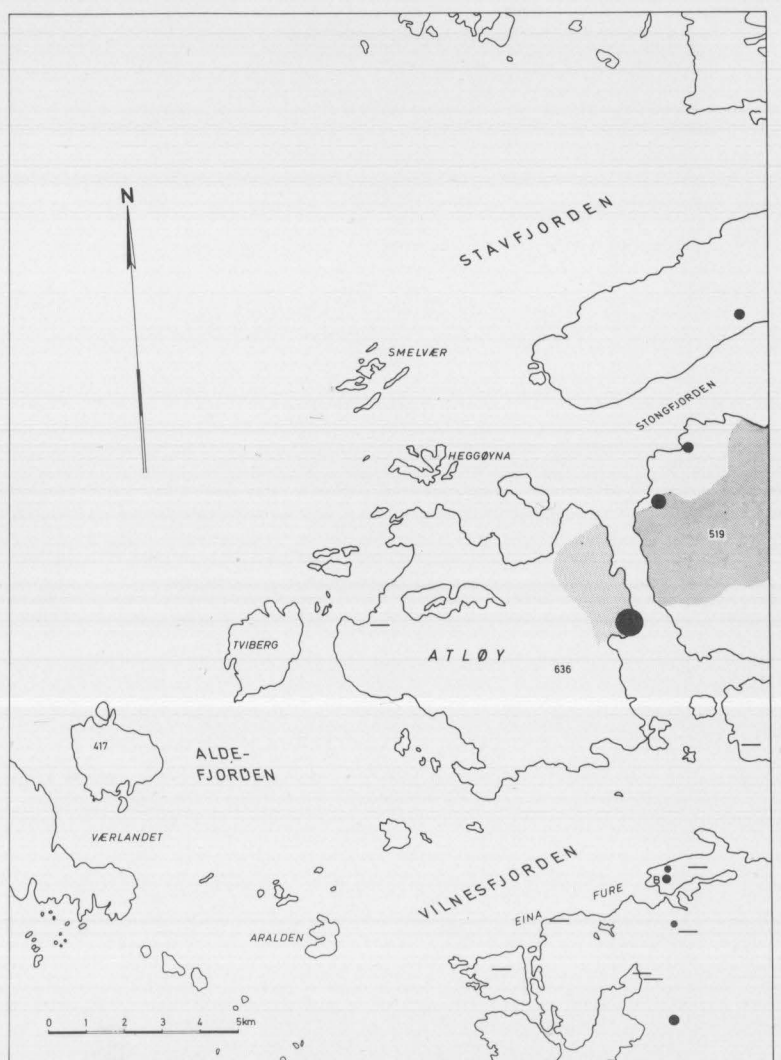 N
STAVFJORDEN
SMELVÆR
STONGFJORDEN
HEGGØYNA
519
TVIBERG
ATLØY
636
417
ALDE-
FJORDEN
VÆRLANDET
VILNESFJORDEN
B
FURE
EINA
ARALDEN
0 1 2 3 4 5km